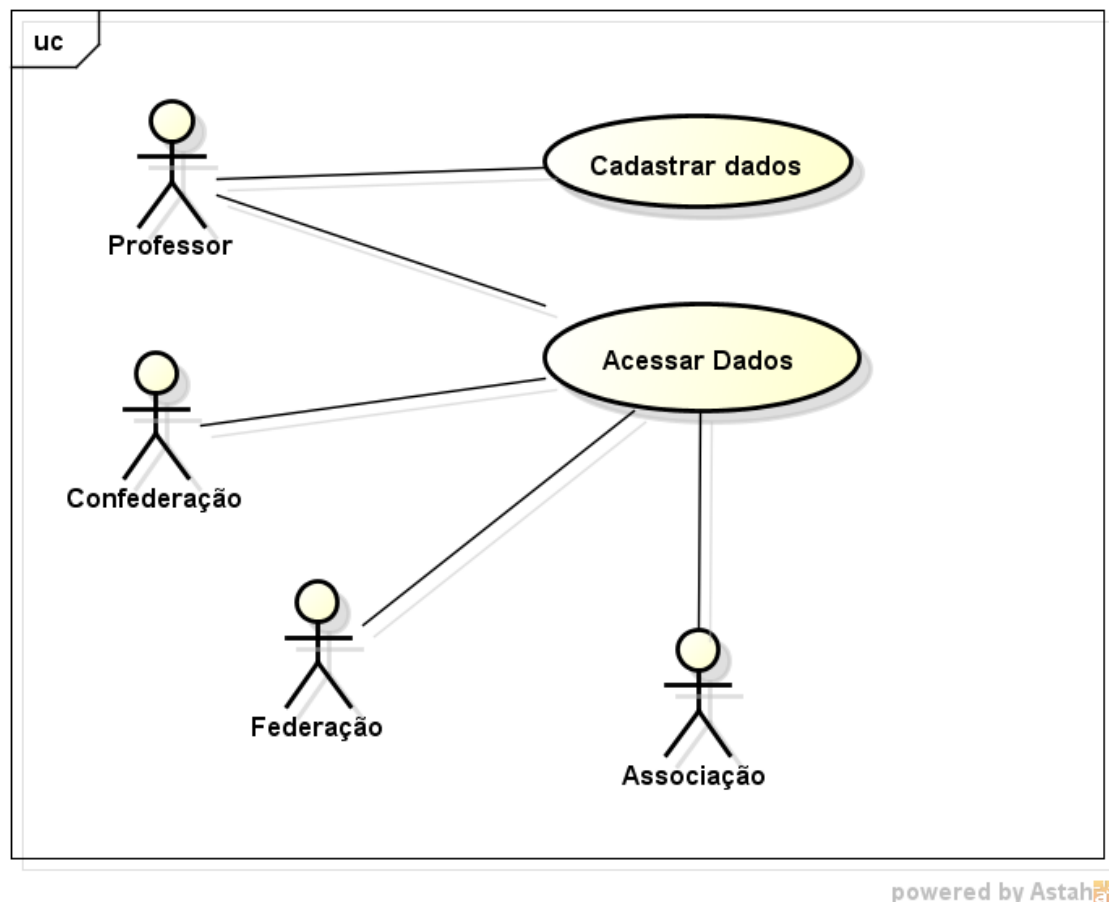 uc
Cadastrar dados
Professor
Acessar Dados
Confederação
Federação
Associação
powered by Astah